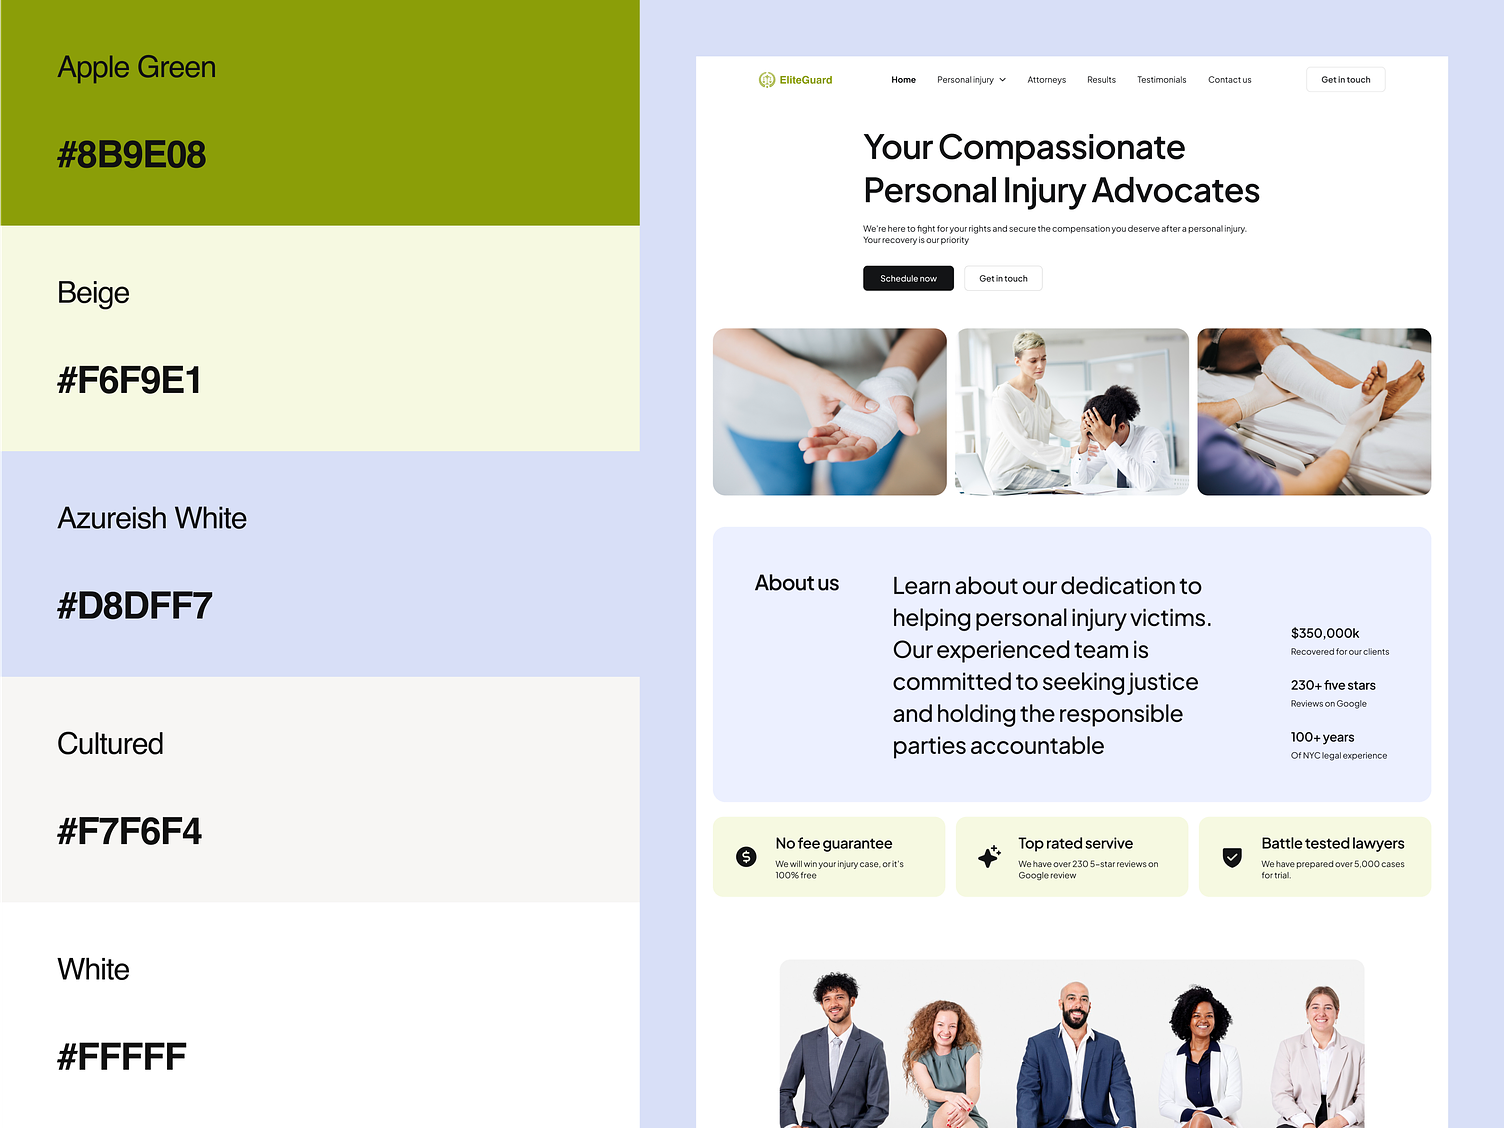 Apple Green
#8B9E08
Beige
#F6F9E1
Azureish White
#D8DFF7
Cultured
#F7F6F4
White
#FFFFF
EliteGuard
Home
Personal injury
Attorneys
Results
Testimonials
Contact us
Get in touch
Your Compassionate
Personal Injury Advocates
We're here to fight for your rights and secure the compensation you deserve after a personal injury.
Your recovery is our priority
Schedule now
Get in touch
About us
Learn about our dedication to
helping personal injury victims.
Our experienced team is
committed to seeking justice
and holding the responsible
parties accountable
$350,000k
Recovered for our clients
230+ five stars
Reviews on Google
100+ years
Of NYC legal experience
No fee guarantee
We will win your injury case, or it's
100% free
Top rated servive
We have over 230 5-star reviews on
Google review
Battle tested lawyers
We have prepared over 5,000 cases
for trial.